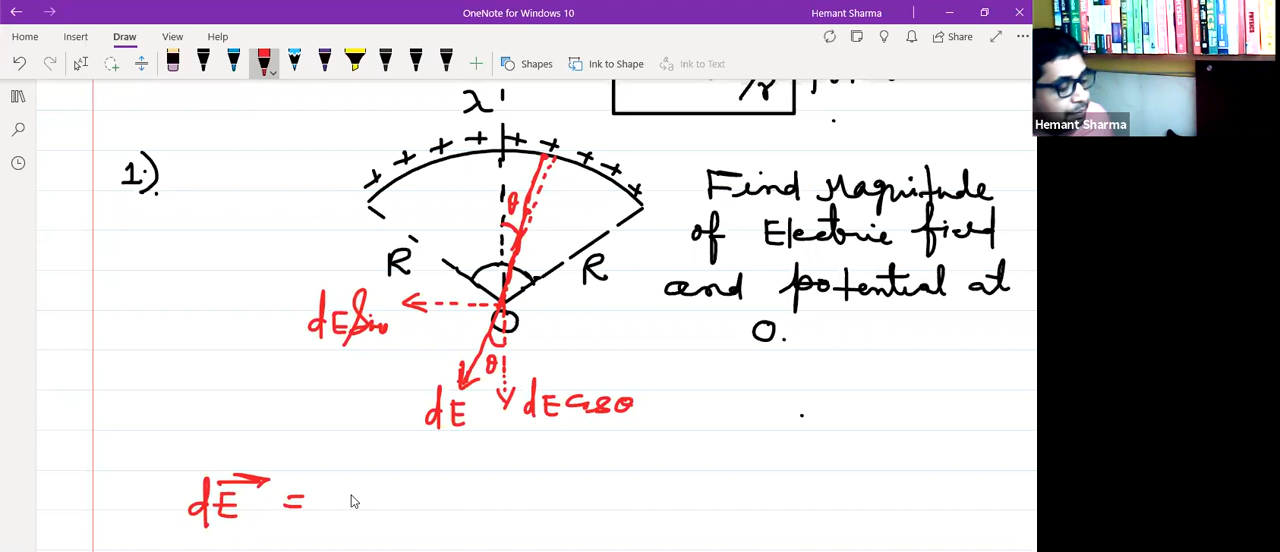 OneNote for Windows 10
Hemant Sharma
Home Insert Draw View Help
Share
Shapes Ink to Shape Ink to Text
Hemant Sharma
λ
+ + + + + + + + +
1.)
θ
Find Magnitude
of Electric field
and potential at
O.
R R
O
dE Sin
θ
dE
dE Cosθ
dE =